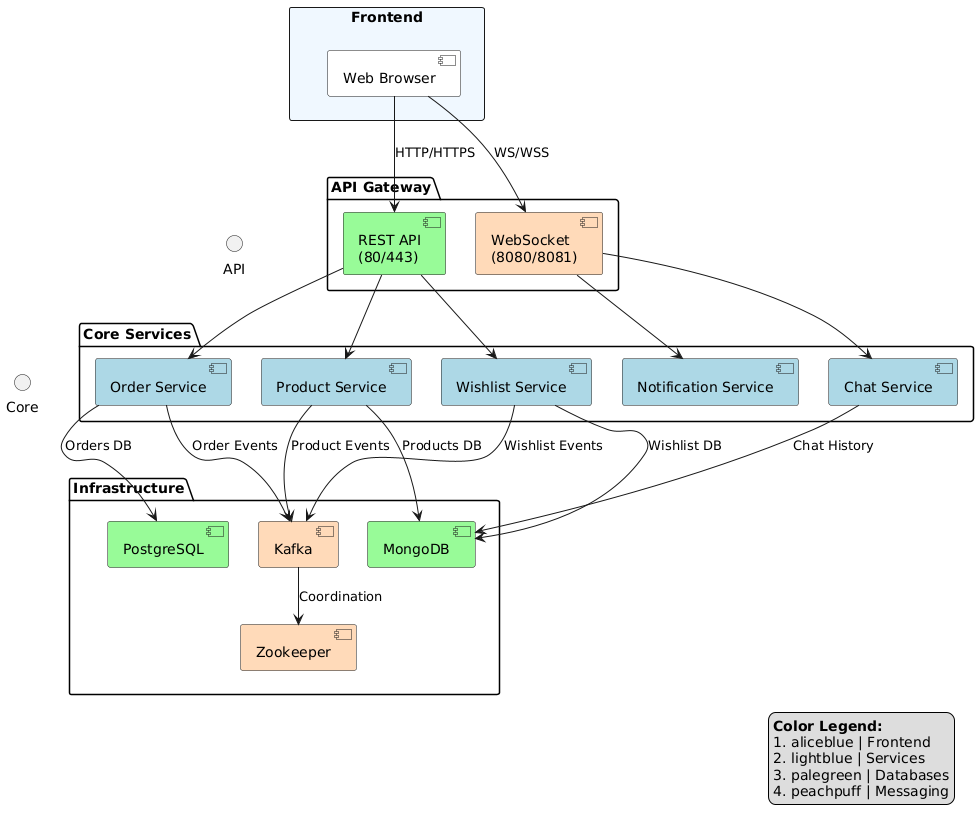 Frontend
Web Browser
HTTP/HTTPS
WS/WSS
API Gateway
REST API
(80/443)
WebSocket
(8080/8081)
API
Core Services
Order Service
Product Service
Wishlist Service
Notification Service
Chat Service
Core
Orders DB
Order Events
Product Events
Products DB
Wishlist Events
Wishlist DB
Chat History
Infrastructure
PostgreSQL
Kafka
MongoDB
Coordination
Zookeeper
Color Legend:
1. aliceblue | Frontend
2. lightblue | Services
3. palegreen | Databases
4. peachpuff | Messaging